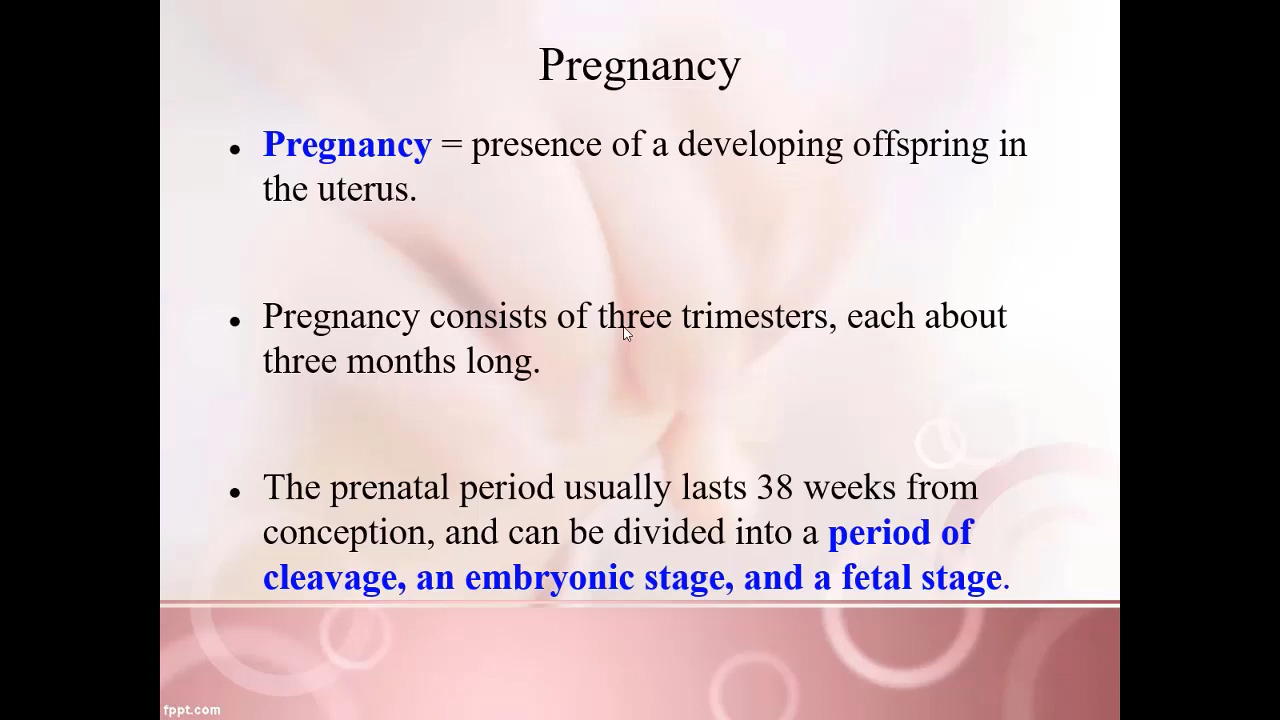 Pregnancy
• Pregnancy = presence of a developing offspring in
the uterus.
• Pregnancy consists of three trimesters, each about
three months long.
• The prenatal period usually lasts 38 weeks from
conception, and can be divided into a period of
cleavage, an embryonic stage, and a fetal stage.
fppt.com